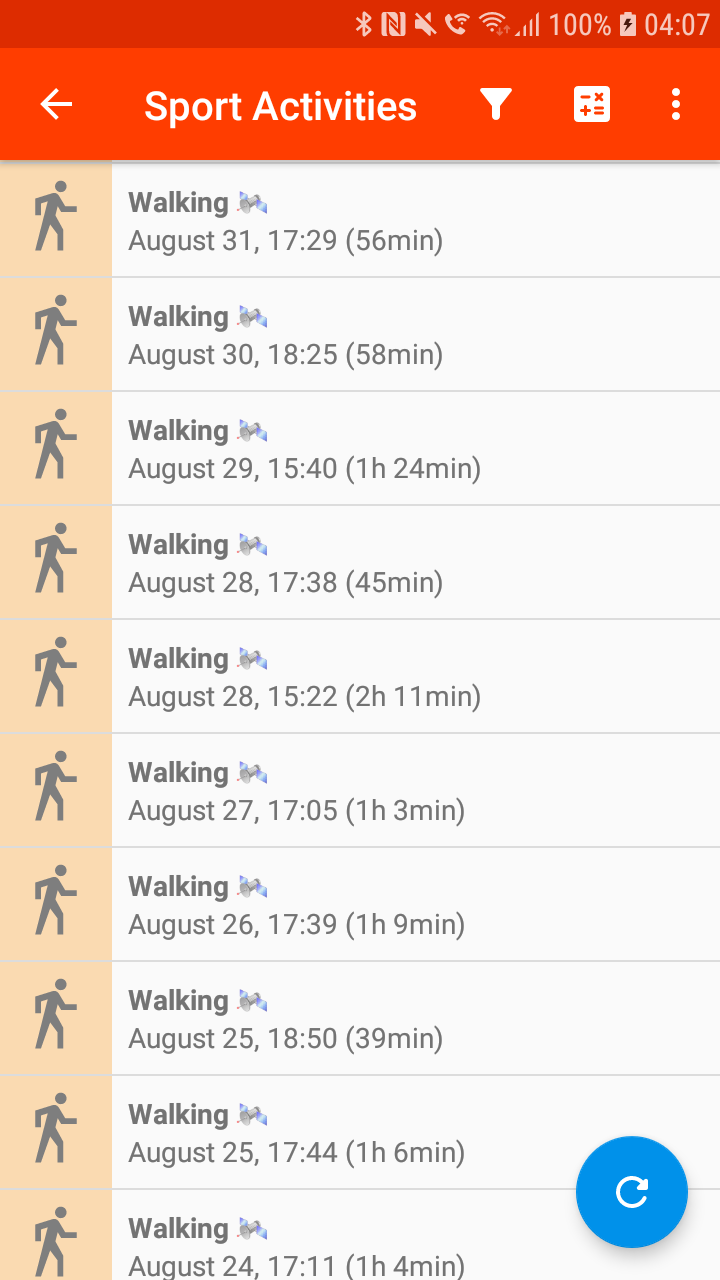 100% 04:07
Sport Activities
Walking
August 31, 17:29 (56min)
Walking
August 30, 18:25 (58min)
Walking
August 29, 15:40 (1h 24min)
Walking
August 28, 17:38 (45min)
Walking
August 28, 15:22 (2h 11min)
Walking
August 27, 17:05 (1h 3min)
Walking
August 26, 17:39 (1h 9min)
Walking
August 25, 18:50 (39min)
Walking
August 25, 17:44 (1h 6min)
Walking
August 24, 17:11 (1h 4min)